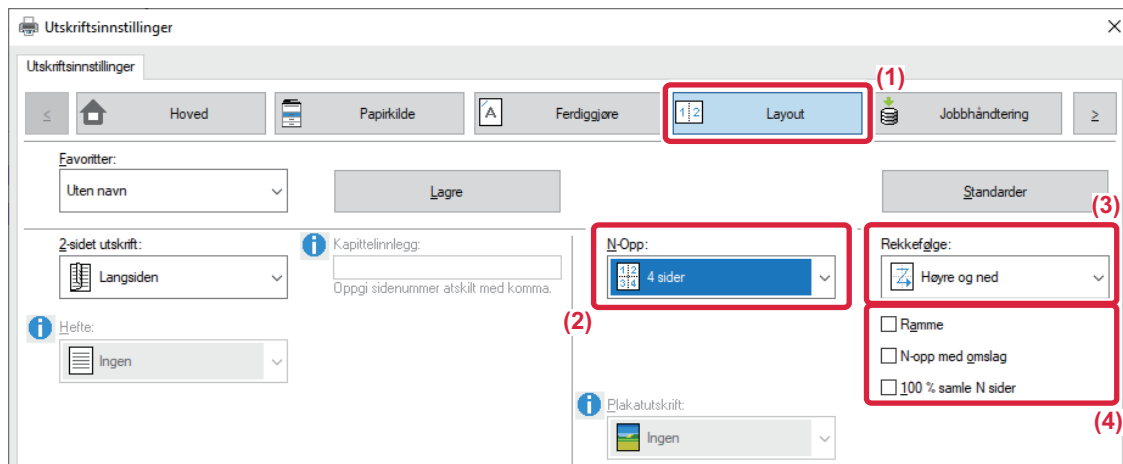 Utskriftsinnstillinger
Utskriftsinnstillinger
(1)
< Hoved Papirkilde Ferdiggjøre Layout Jobbhåndtering >
Favoritter:
Uten navn Lagre Standarder
(3)
2-sidet utskrift: Kapittelinnlegg: N-Opp: Rekkefølge:
Langsiden 4 sider Høyre og ned
Oppgi sidenummer atskilt med komma.
(2)
Hefte: Ramme
Ingen N-opp med omslag
100 % samle N sider
Plakatutskrift: (4)
Ingen